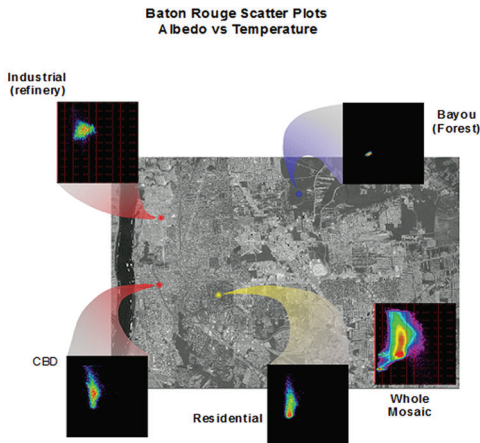 Baton Rouge Scatter Plots
Albedo vs Temperature
Industrial
(refinery)
Bayou
(Forest)
CBD
Residential
Whole
Mosaic